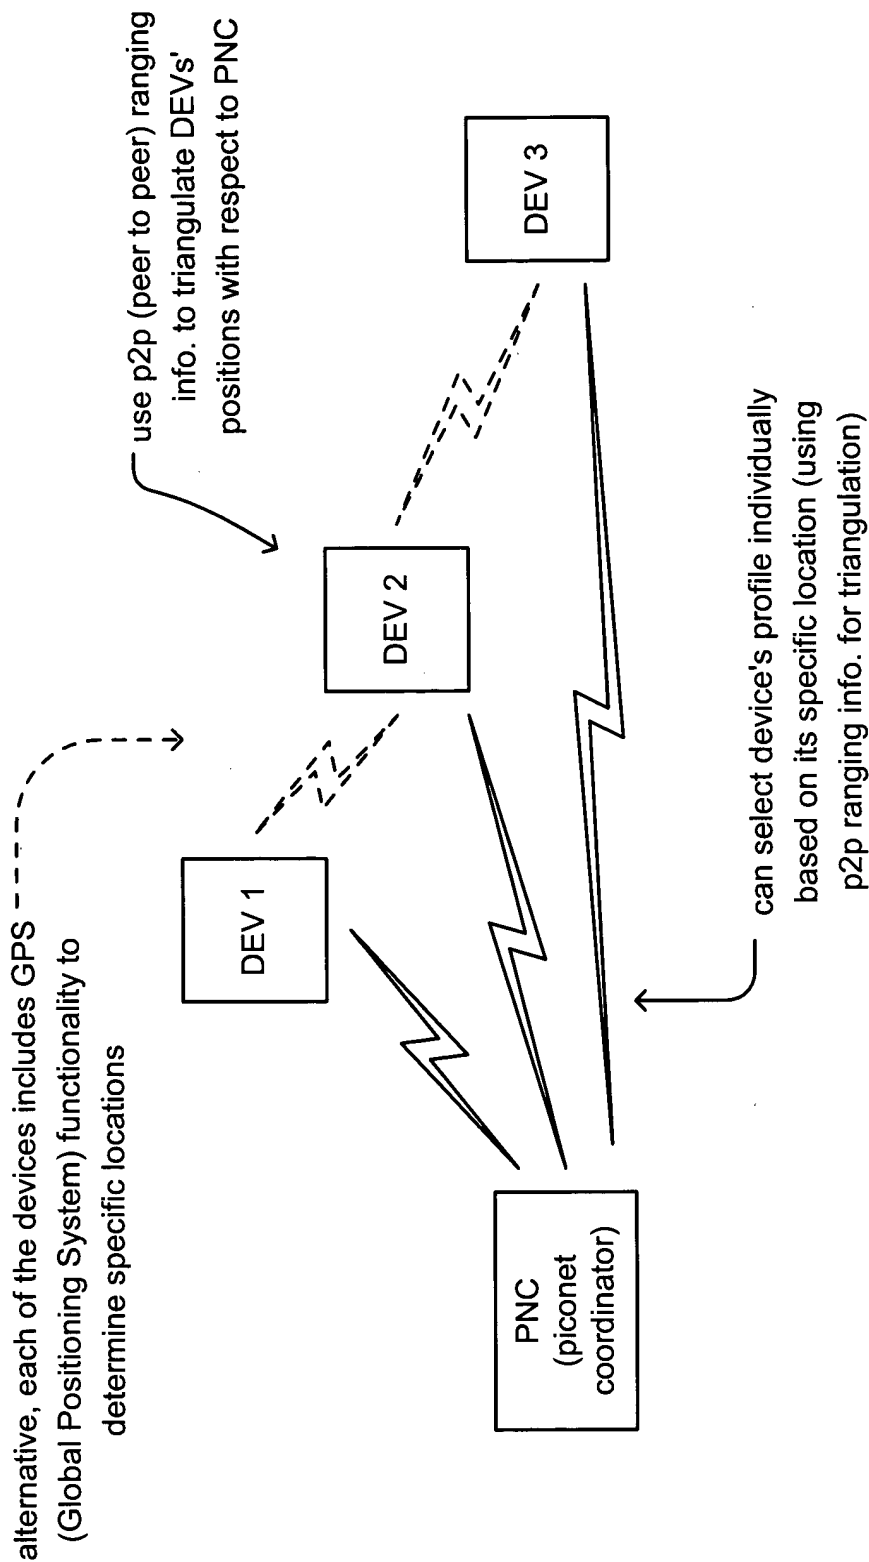 alternative, each of the devices includes GPS
(Global Positioning System) functionality to
determine specific locations
use p2p (peer to peer) ranging
info. to triangulate DEVs'
positions with respect to PNC
DEV 1
DEV 2
DEV 3
PNC
(piconet
coordinator)
can select device's profile individually
based on its specific location (using
p2p ranging info. for triangulation)